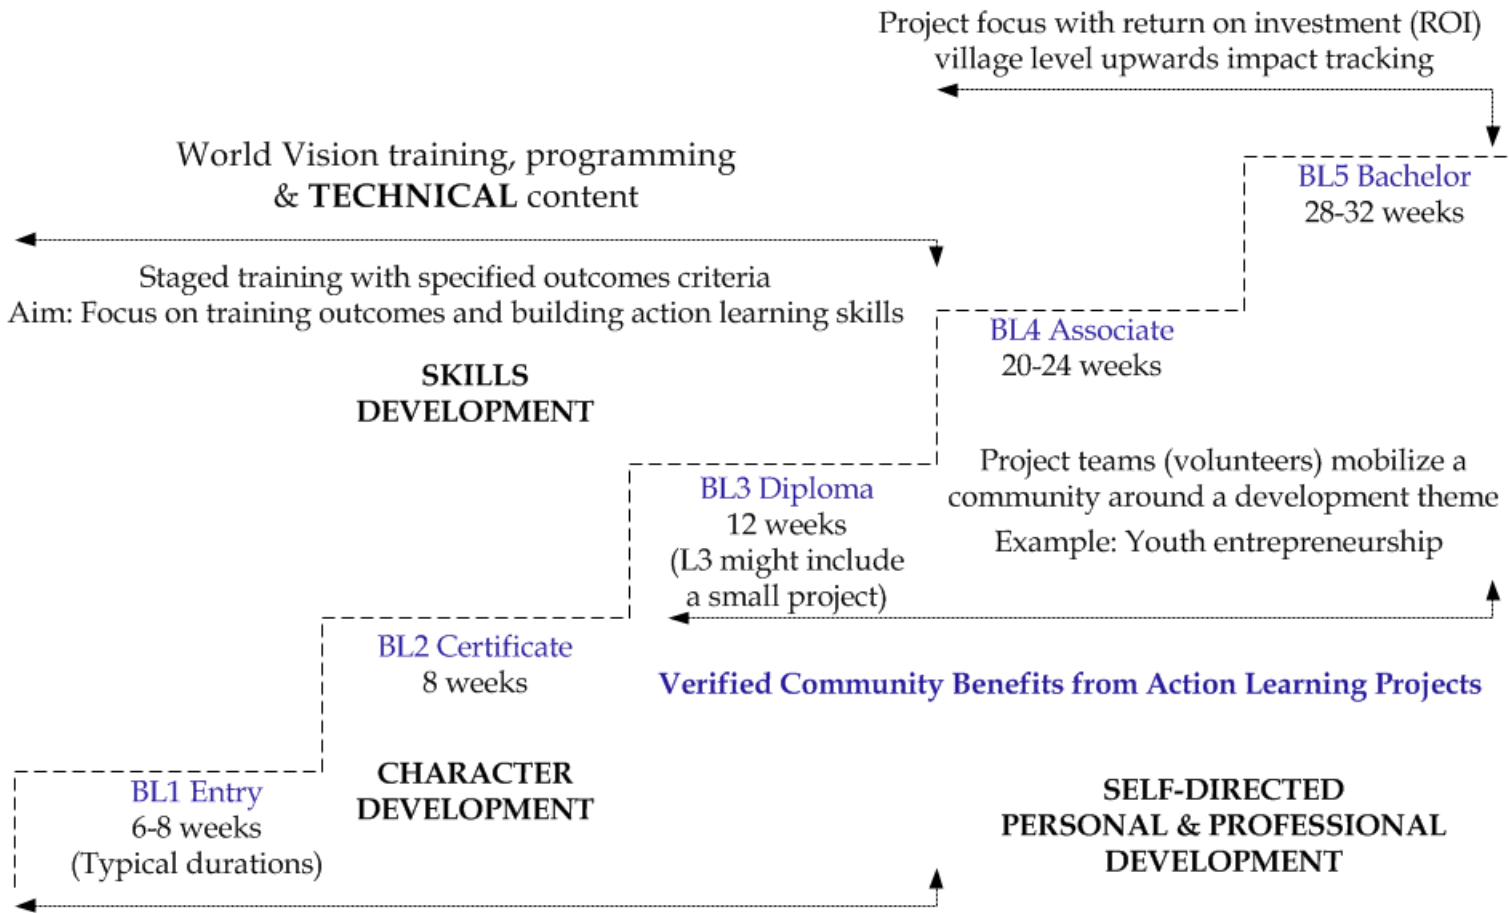 Project focus with return on investment (ROI)
village level upwards impact tracking
World Vision training, programming
& TECHNICAL content
BL5 Bachelor
28-32 weeks
Staged training with specified outcomes criteria
Aim: Focus on training outcomes and building action learning skills
BL4 Associate
20-24 weeks
SKILLS
DEVELOPMENT
Project teams (volunteers) mobilize a
community around a development theme
Example: Youth entrepreneurship
BL3 Diploma
12 weeks
(L3 might include
a small project)
BL2 Certificate
8 weeks
Verified Community Benefits from Action Learning Projects
CHARACTER
DEVELOPMENT
BL1 Entry
6-8 weeks
(Typical durations)
SELF-DIRECTED
PERSONAL & PROFESSIONAL
DEVELOPMENT